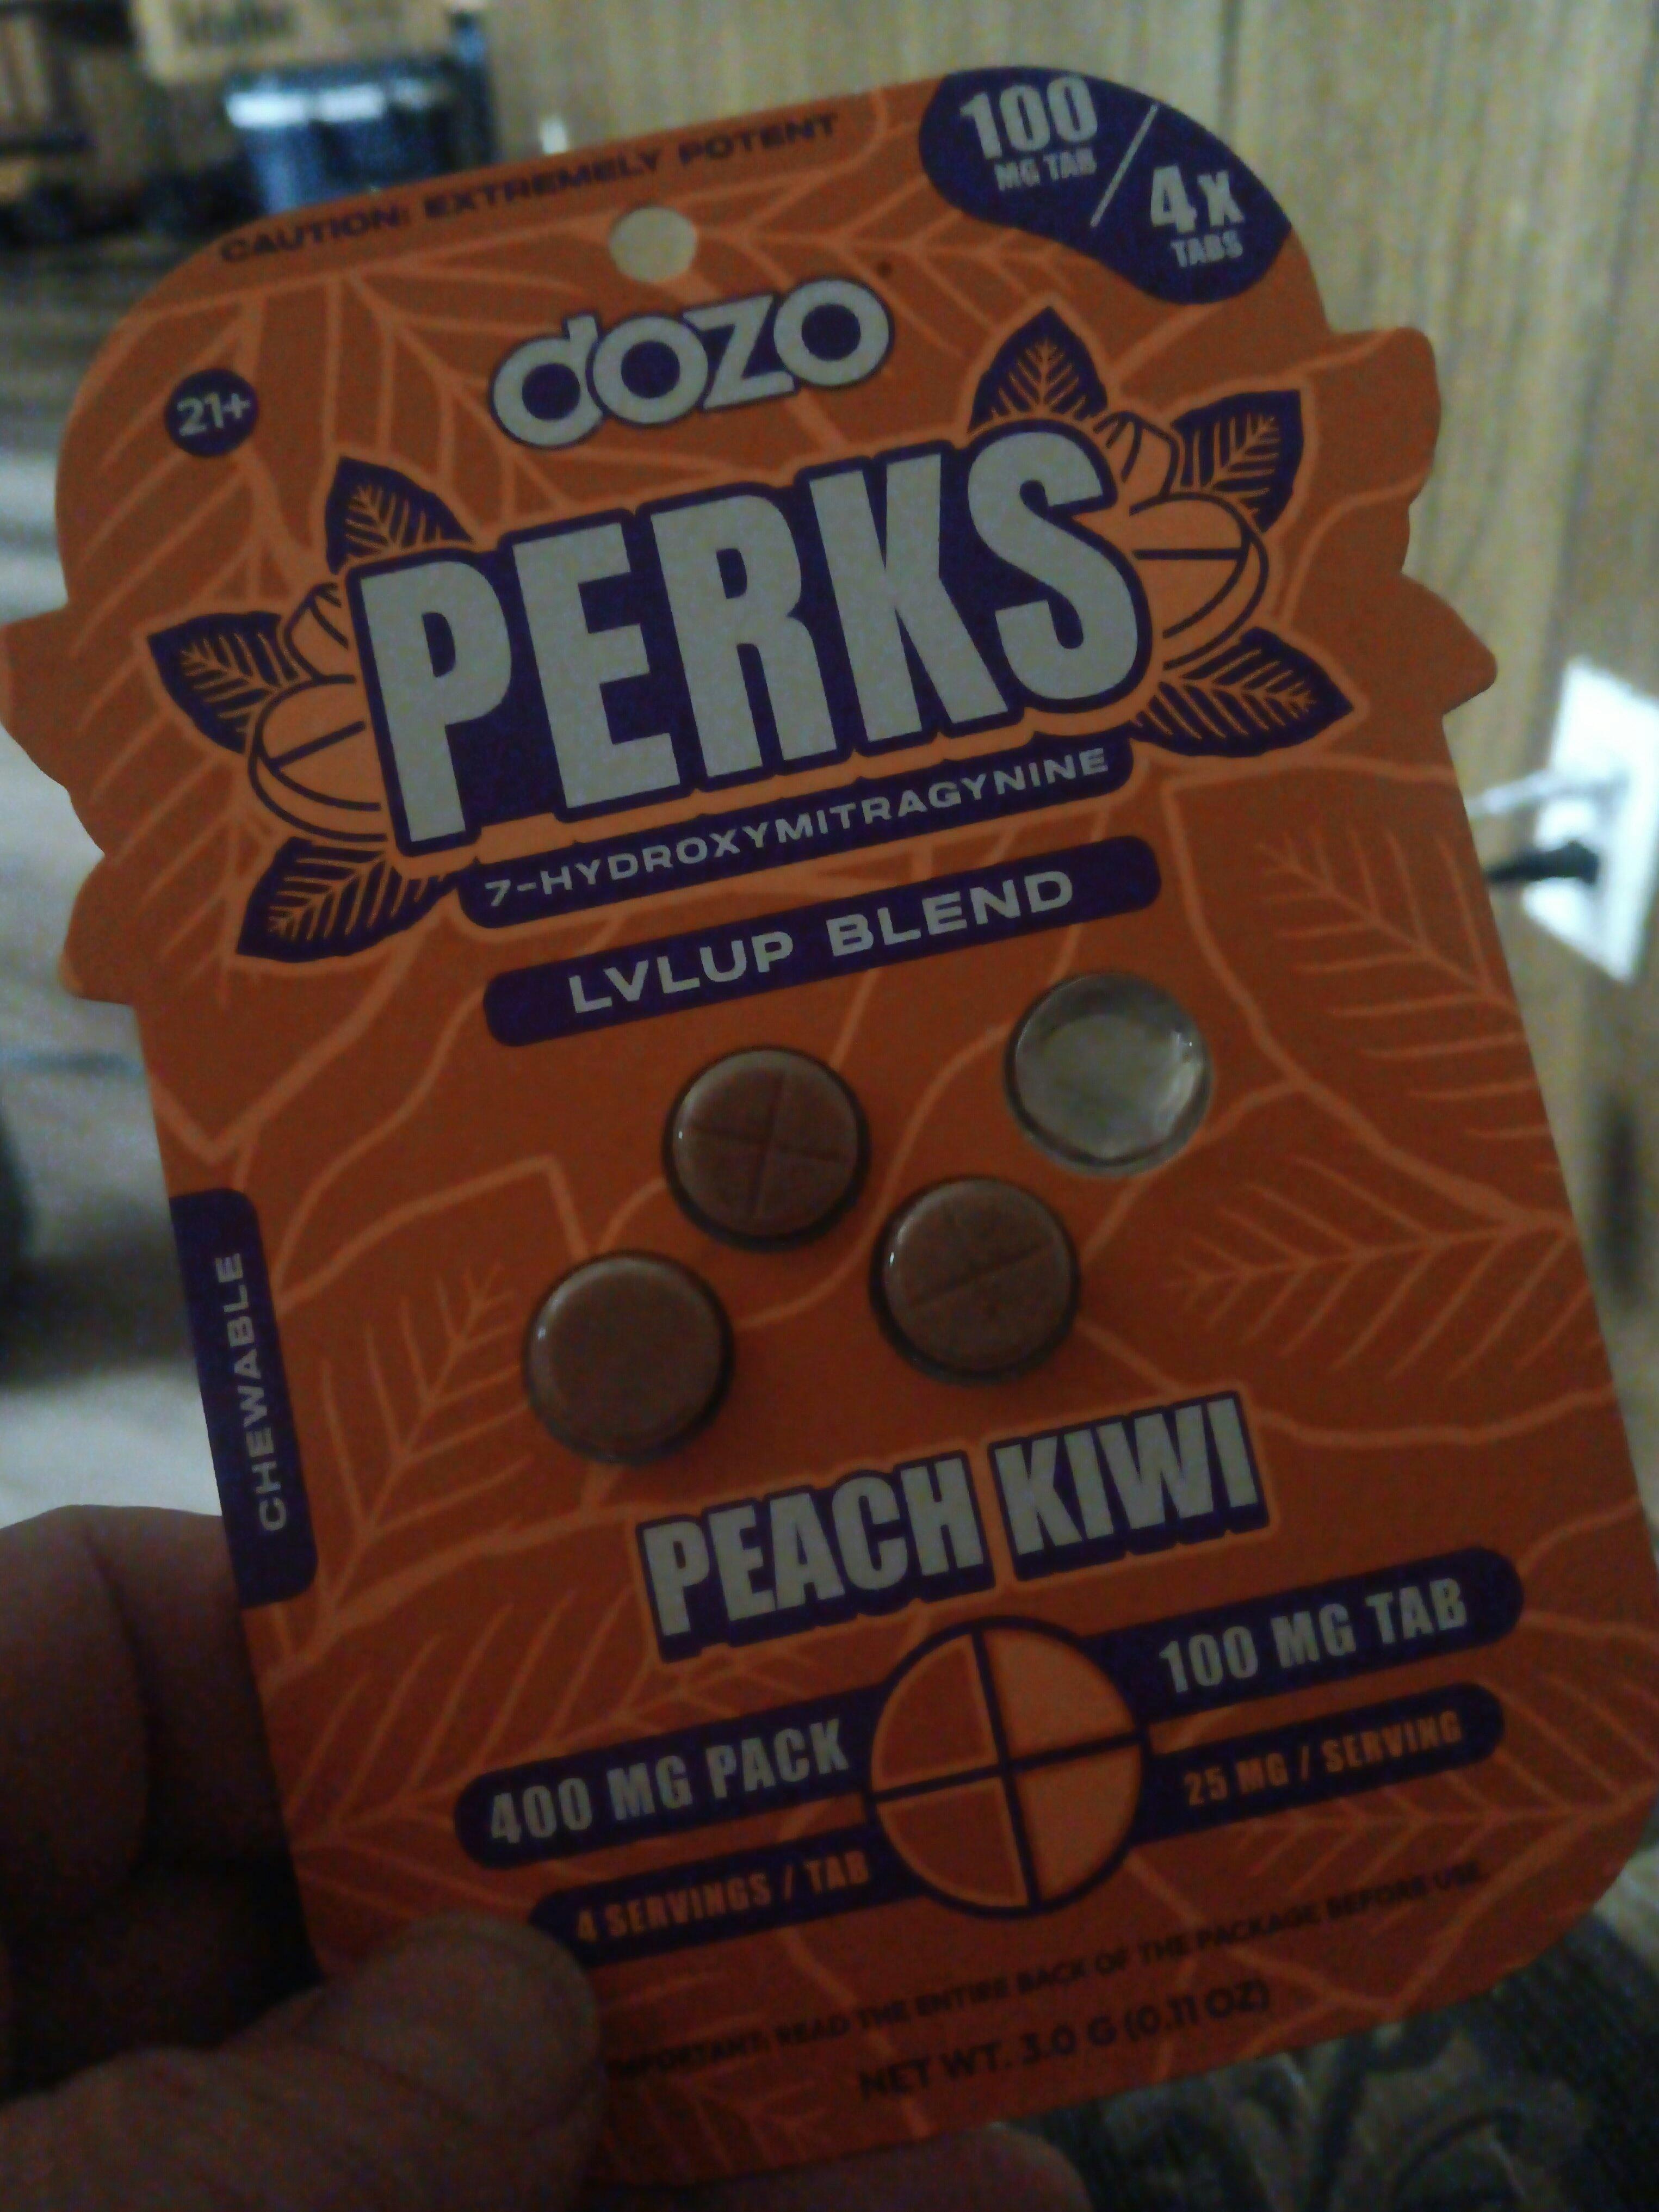 CAUTION: EXTREMELY POTENT
100
MG TAB
4X
TABS
dozo
21+
PERKS
7-HYDROXYMITRAGYNINE
LVLUP BLEND
CHEWABLE
PEACH KIWI
100 MG TAB
400 MG PACK
25 MG / SERVING
4 SERVINGS / TAB
IMPORTANT: READ THE ENTIRE BACK OF THE PACKAGE BEFORE USE.
NET WT. 3.0 G (0.11 OZ)